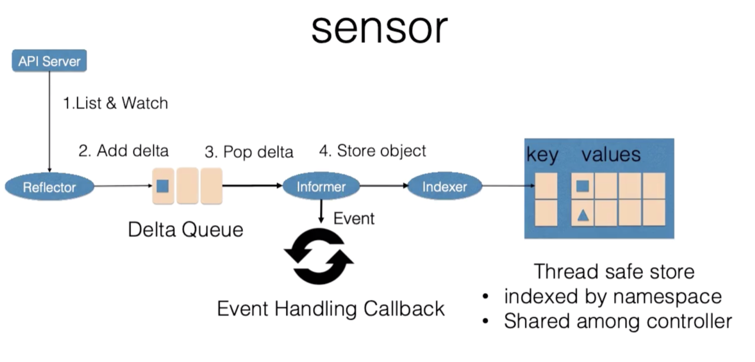 sensor
API Server
1.List & Watch
2. Add delta
3. Pop delta
4. Store object
key
values
Reflector
Informer
Indexer
Delta Queue
Event
Event Handling Callback
Thread safe store
• indexed by namespace
• Shared among controller